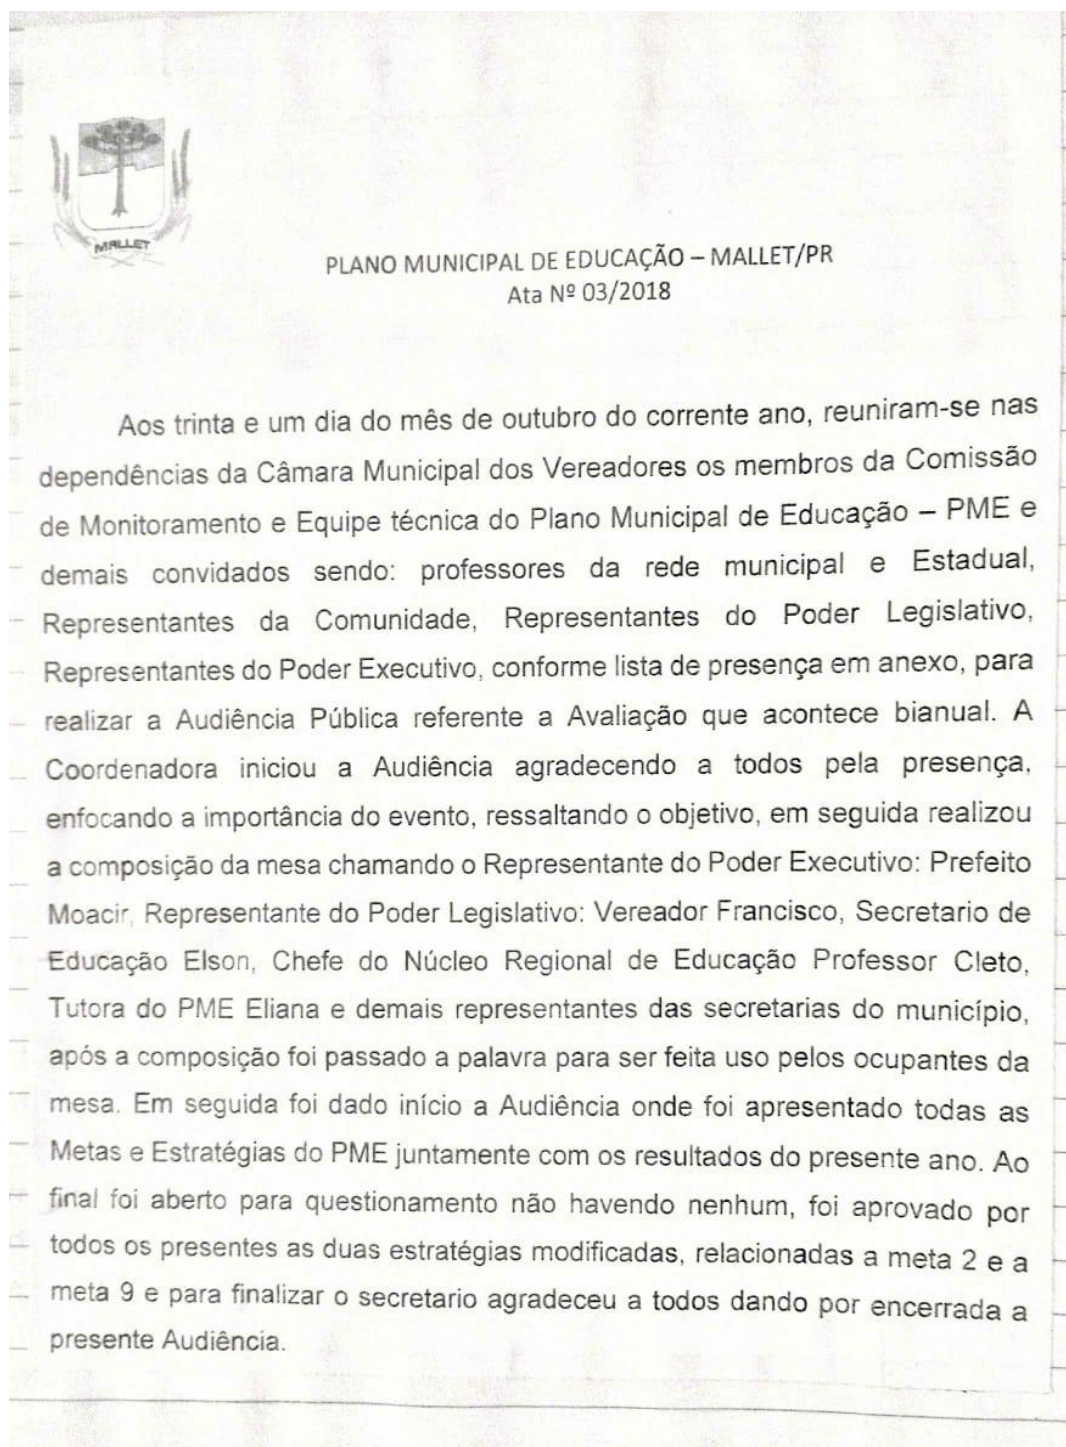 MALLET
PLANO MUNICIPAL DE EDUCAÇÃO – MALLET/PR
Ata Nº 03/2018
Aos trinta e um dia do mês de outubro do corrente ano, reuniram-se nas
dependências da Câmara Municipal dos Vereadores os membros da Comissão
de Monitoramento e Equipe técnica do Plano Municipal de Educação – PME e
demais convidados sendo: professores da rede municipal e Estadual,
Representantes da Comunidade, Representantes do Poder Legislativo,
Representantes do Poder Executivo, conforme lista de presença em anexo, para
realizar a Audiência Pública referente a Avaliação que acontece bianual. A
Coordenadora iniciou a Audiência agradecendo a todos pela presença,
enfocando a importância do evento, ressaltando o objetivo, em seguida realizou
a composição da mesa chamando o Representante do Poder Executivo: Prefeito
Moacir, Representante do Poder Legislativo: Vereador Francisco, Secretario de
Educação Elson, Chefe do Núcleo Regional de Educação Professor Cleto,
Tutora do PME Eliana e demais representantes das secretarias do município,
após a composição foi passado a palavra para ser feita uso pelos ocupantes da
mesa. Em seguida foi dado início a Audiência onde foi apresentado todas as
Metas e Estratégias do PME juntamente com os resultados do presente ano. Ao
final foi aberto para questionamento não havendo nenhum, foi aprovado por
todos os presentes as duas estratégias modificadas, relacionadas a meta 2 e a
meta 9 e para finalizar o secretario agradeceu a todos dando por encerrada a
presente Audiência.